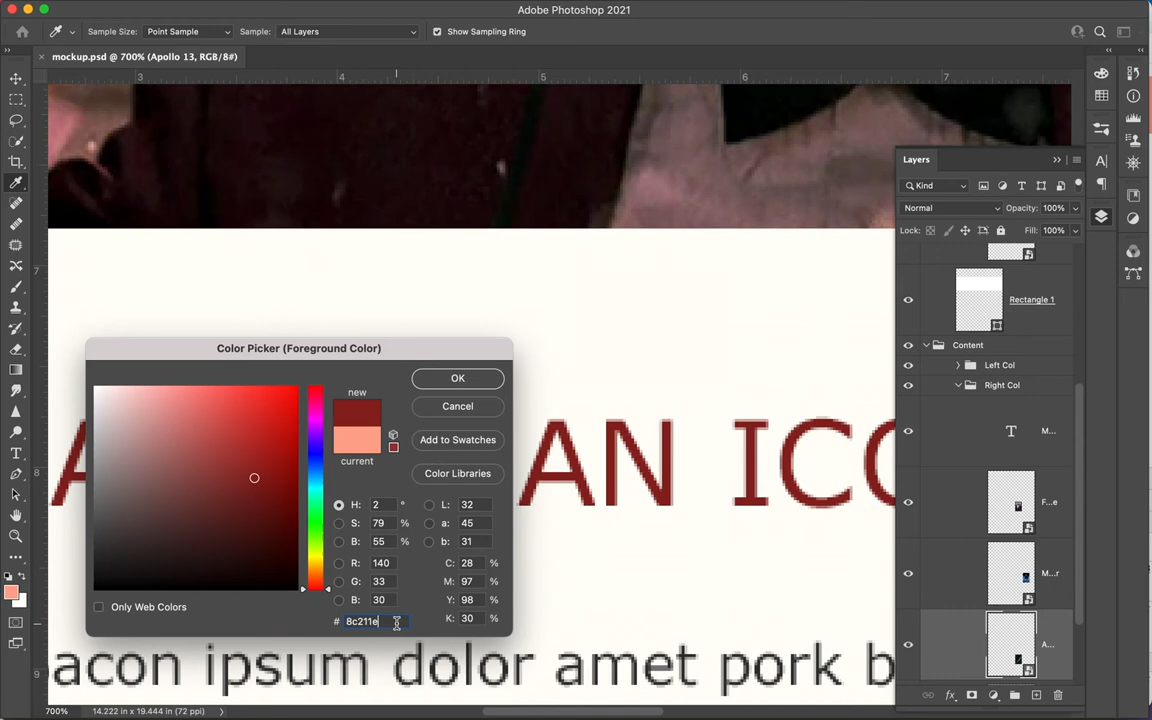 Adobe Photoshop 2021
Sample Size: Point Sample Sample: All Layers Show Sampling Ring
mockup.psd @ 700% (Apollo 13, RGB/8#)
3 4 5 6 7
7
8
9
Layers
Kind
Normal Opacity: 100%
Lock: Fill: 100%
Rectangle 1
Content
Left Col
Right Col
T M...
F...e
M...r
A...
fx
Color Picker (Foreground Color)
new
current
OK
Cancel
Add to Swatches
Color Libraries
H: 2 ° L: 32
S: 79 % a: 45
B: 55 % b: 31
R: 140 C: 28 %
G: 33 M: 97 %
B: 30 Y: 98 %
# 8c211e K: 30 %
Only Web Colors
AN ICO
acon ipsum dolor amet pork b
700% 14.222 in x 19.444 in (72 ppi)